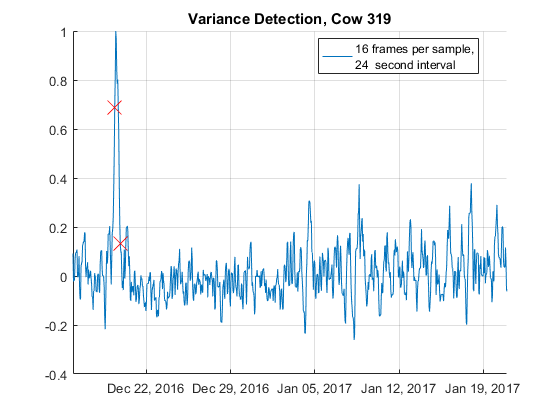 Variance Detection, Cow 319
16 frames per sample,
24 second interval
1
0.8
0.6
0.4
0.2
0
-0.2
-0.4
Dec 22, 2016 Dec 29, 2016 Jan 05, 2017 Jan 12, 2017 Jan 19, 2017